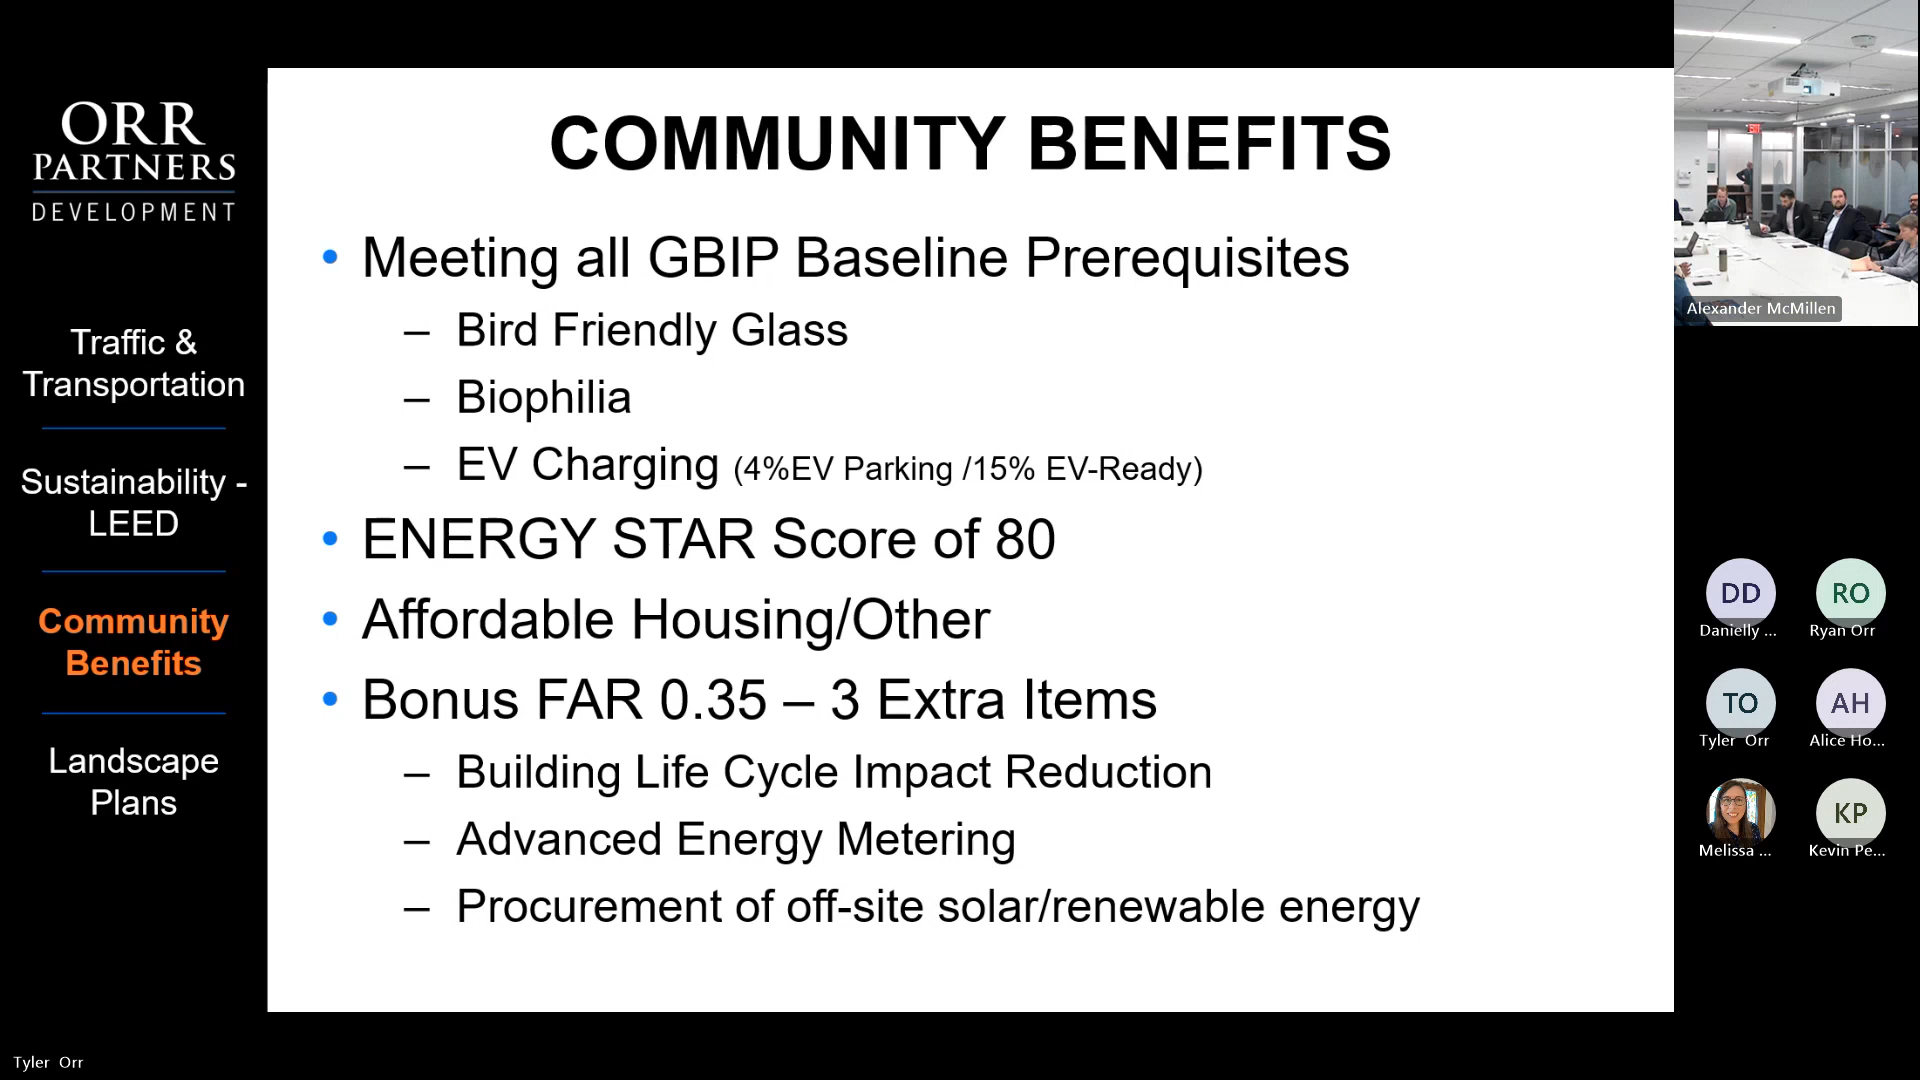 ORR
PARTNERS
DEVELOPMENT
Traffic &
Transportation
Sustainability -
LEED
Community
Benefits
Landscape
Plans
COMMUNITY BENEFITS
• Meeting all GBIP Baseline Prerequisites
– Bird Friendly Glass
– Biophilia
– EV Charging (4%EV Parking /15% EV-Ready)
• ENERGY STAR Score of 80
• Affordable Housing/Other
• Bonus FAR 0.35 – 3 Extra Items
– Building Life Cycle Impact Reduction
– Advanced Energy Metering
– Procurement of off-site solar/renewable energy
EXIT
Alexander McMillen
DD
Danielly ...
RO
Ryan Orr
TO
Tyler Orr
AH
Alice Ho...
Melissa ...
KP
Kevin Pe...
Tyler Orr